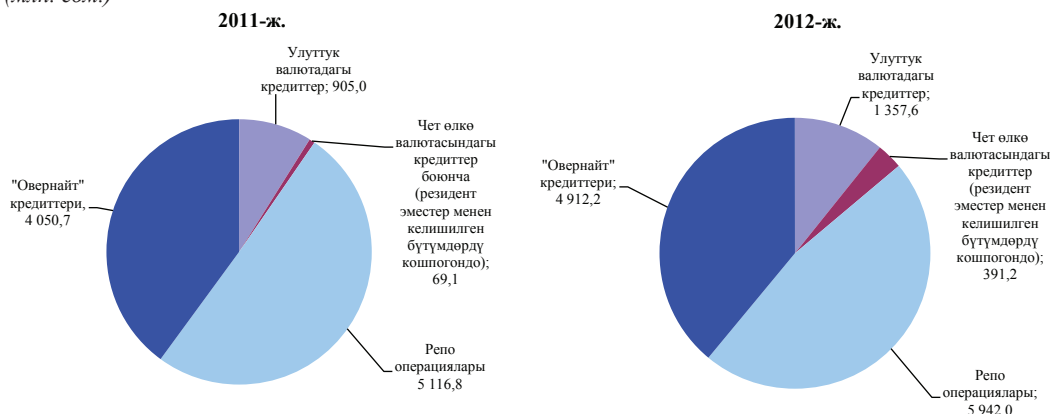 (млн. сом.)
2011-ж.
Улуттук
валютадагы
кредиттер; 905,0
Чет өлкө
валютасындагы
кредиттер
боюнча
(резидент
эместер менен
келишилген
бүтүмдөрдү
кошпогондо);
69,1
"Овернайт"
кредиттери,
4 050,7
Репо
операциялары
5 116,8
2012-ж.
Улуттук
валютадагы
кредиттер;
1 357,6
Чет өлкө
валютасындагы
кредиттер
(резидент
эместер менен
келишилген
бүтүмдөрдү
кошпогондо);
391,2
"Овернайт"
кредиттери;
4 912,2
Репо
операциялары;
5 942,0